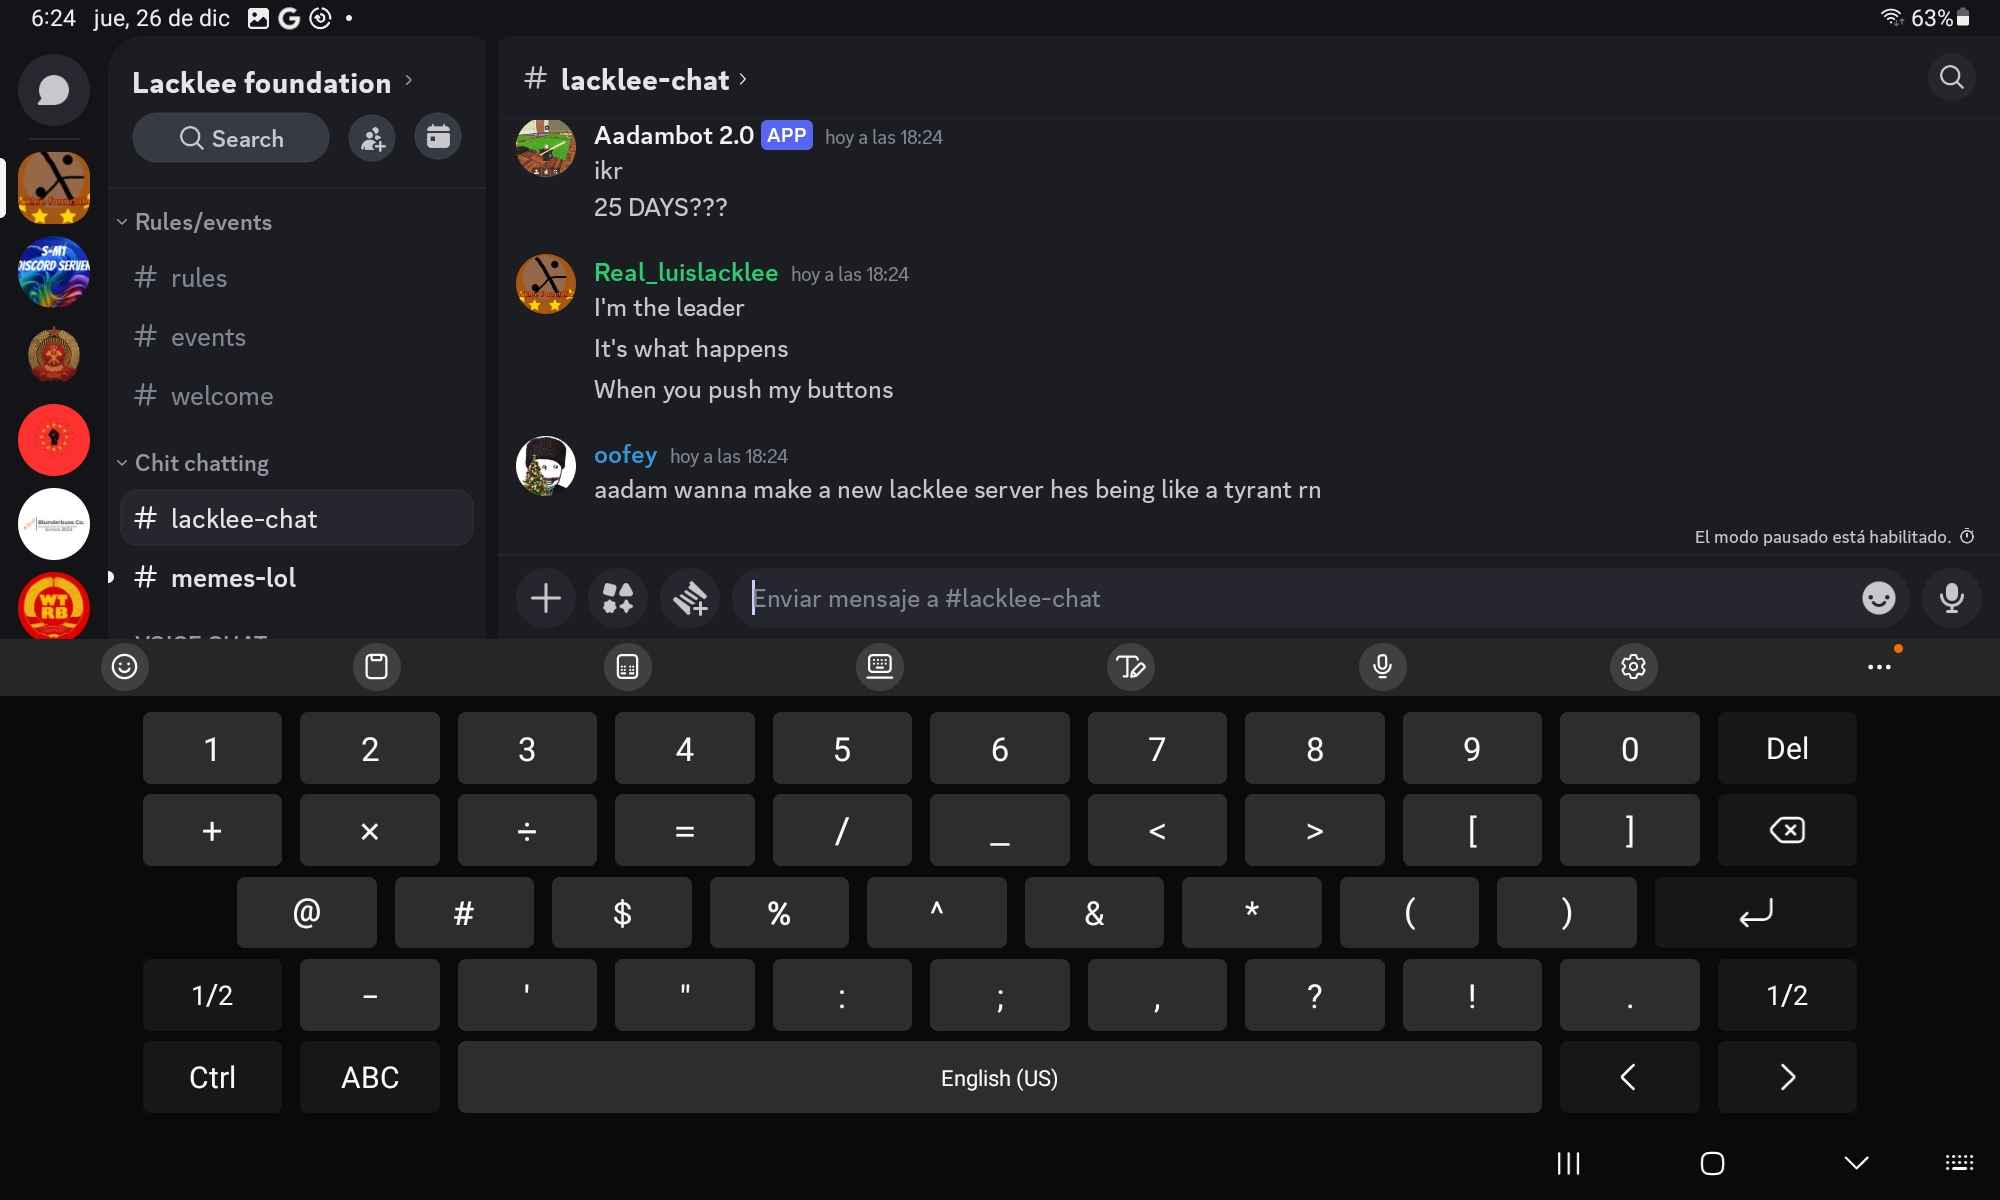 6:24 jue, 26 de dic
63%
Lacklee foundation
Search
Rules/events
# rules
# events
# welcome
Chit chatting
# lacklee-chat
# memes-lol
VOICE CHAT
S-M1
DISCORD SERVER
Blunderbuss Co.
WT
RB
# lacklee-chat
Aadambot 2.0 APP hoy a las 18:24
ikr
25 DAYS???
Real_luislacklee hoy a las 18:24
I'm the leader
It's what happens
When you push my buttons
oofey hoy a las 18:24
aadam wanna make a new lacklee server hes being like a tyrant rn
El modo pausado está habilitado.
Enviar mensaje a #lacklee-chat
1 2 3 4 5 6 7 8 9 0 Del
+ × ÷ = / _ < > [ ]
@ # $ % ^ & * ( )
1/2 - ' " : ; , ? ! . 1/2
Ctrl ABC English (US) < >